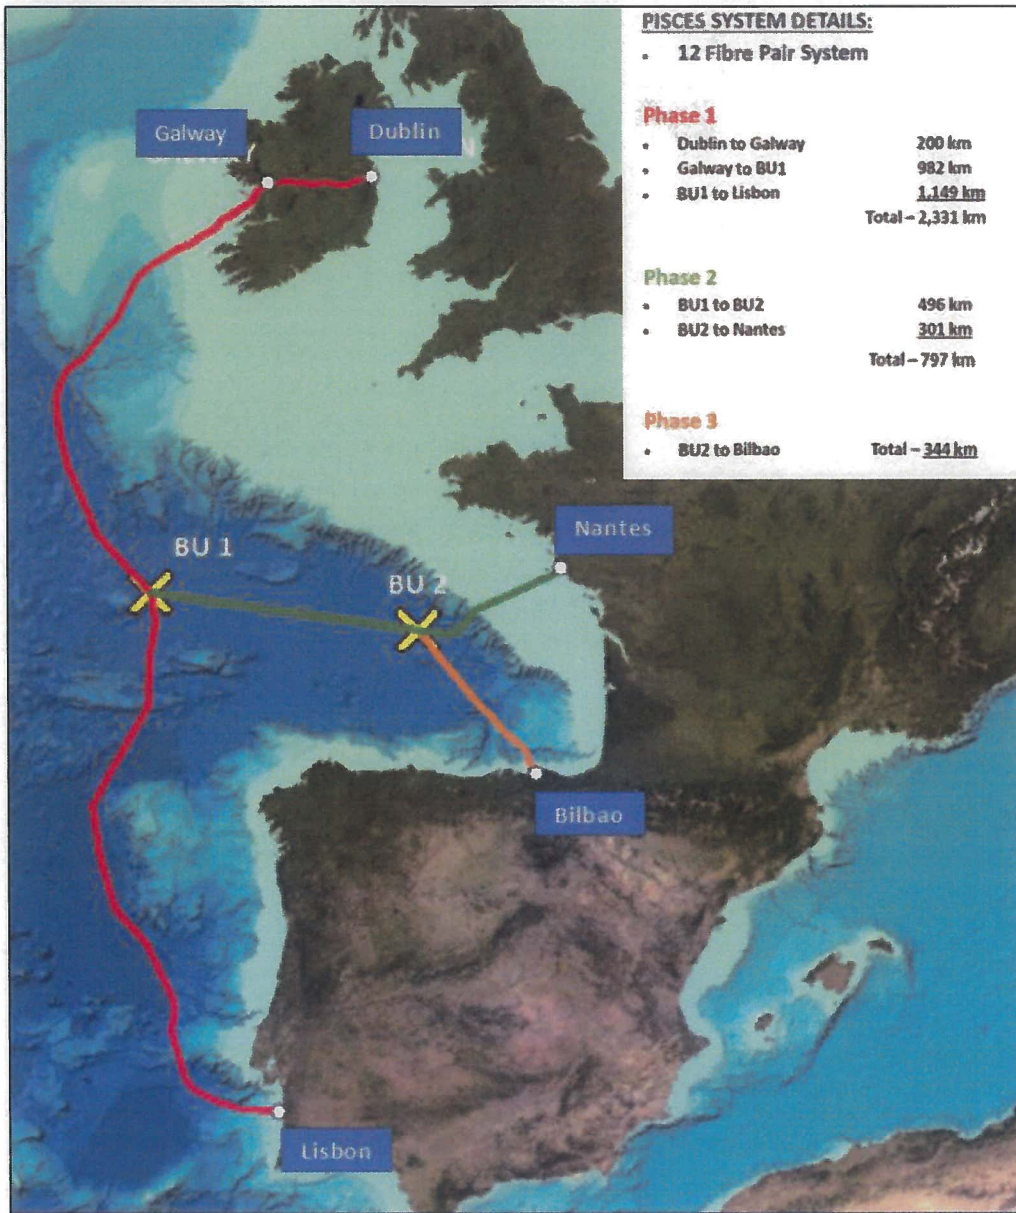 PISCES SYSTEM DETAILS:
• 12 Fibre Pair System
Phase 1
• Dublin to Galway 200 km
• Galway to BU1 982 km
• BU1 to Lisbon 1,149 km
Total – 2,331 km
Phase 2
• BU1 to BU2 496 km
• BU2 to Nantes 301 km
Total – 797 km
Phase 3
• BU2 to Bilbao Total – 344 km
Galway
Dublin
N
Nantes
BU 1
BU 2
Bilbao
Lisbon